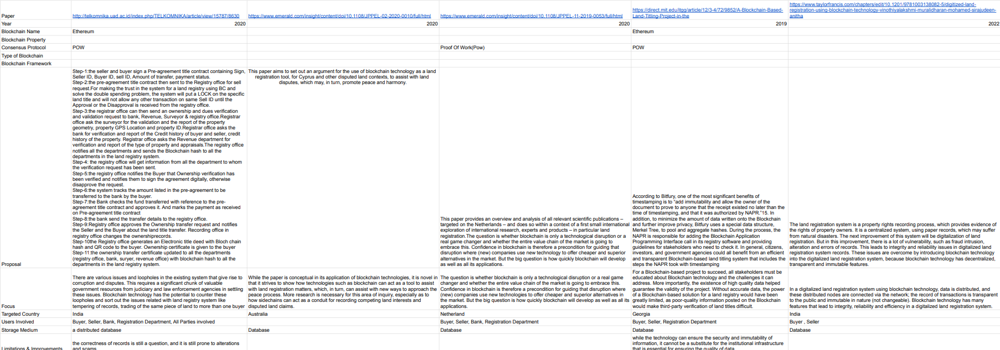 Paper
http://telkomnika.uad.ac.id/index.php/TELKOMNIKA/article/view/15787/8630
https://www.emerald.com/insight/content/doi/10.1108/JPPEL-02-2020-0010/full/html
https://www.emerald.com/insight/content/doi/10.1108/JPPEL-11-2019-0053/full/html
https://direct.mit.edu/itgg/article/12/3-4/72/9852/A-Blockchain-Based-
Land-Titling-Project-in-the
https://www.taylorfrancis.com/chapters/edit/10.1201/9781003138082-5/digitized-land-
registration-using-blockchain-technology-vinothiyalakshmi-muralidharan-mohamed-sirajudeen-
anitha
Year
2020
2020
2020
2019
2022
Blockchain Name
Ethereum
Ethereum
Blockchain Property
Consensus Protocol
POW
Proof Of Work(Pow)
POW
Type of Blockchain
Blockchain Framework
Proposal
Step-1:the seller and buyer sign a Pre-agreement title contract containing Sign,
Seller ID, Buyer ID, sell ID, Amount of transfer, payment status.
Step-2:the pre-agreement title contract then sent to the Registry office for sell
request.For making the trust in the system for a land registry using BC and
solve the double spending problem, the system will put a LOCK on the specific
land title and will not allow any other transaction on same Sell ID until the
Approval or the Disapproval is received from the registry office.
Step-3:the registrar office can then send an ownership and dues verification
and validation request to bank, Revenue, Surveyor & registry office.Registrar
office ask the surveyor for the validation and the report of the property
geometry, property GPS Location and property ID.Registrar office asks the
bank for verification and report of the Credit history of buyer and seller, credit
history of the property. Registrar office asks the Revenue department for
verification and report of the type of property and appraisals.The registry office
notifies all the departments and sends the Blockchain hash to all the
departments in the land registry system.
Step-4: the registry office will get information from all the department to whom
the verification request has been sent.
Step-5:the registry office notifies the Buyer that Ownership verification has
been verified and notifies them to sign the agreement digitally, otherwise
disapprove the request.
Step-6:the system tracks the amount listed in the pre-agreement to be
transferred to the bank by the buyer.
Step-7:the Bank checks the fund transferred with reference to the pre-
agreement title contract and approves it. And marks the payment as received
on Pre-agreement title contract
Step-8:the bank send the transfer details to the registry office.
Step-9:Registry office approves the Ownership transfer request and notifies
the Seller and the Buyer about the land title transfer. Recording office in
registry office changes the ownershiprecords.
Step-10the Registry office generates an Electronic title deed with Bloch chain
hash and QR code to the buyer. Ownership certificate is given to the buyer
Step-11:the ownership transfer certificate updated to all the departments
(registry office, bank, suryer, revenue office) with blockchain hash to all the
departments in the land registry system.
This paper aims to set out an argument for the use of blockchain technology as a land
registration tool, for Cyprus and other disputed land contexts, to assist with land
disputes, which may, in turn, promote peace and harmony.
This paper provides an overview and analysis of all relevant scientific publications –
targeted on the Netherlands – and does so within a context of a first small international
exploration of international research, experts and products – in particular land
registration.The question is whether blockchain is only a technological disruption or a
real game changer and whether the entire value chain of the market is going to
embrace this. Confidence in blockchain is therefore a precondition for guiding that
disruption where (new) companies use new technology to offer cheaper and superior
alternatives in the market. But the big question is how quickly blockchain will develop
as well as all its applications.
According to Bitfury, one of the most significant benefits of
timestamping is to "add immutability and allow the owner of the
document to prove to anyone that the receipt existed no later than the
time of timestamping, and that it was authorized by NAPR."15. In
addition, to minimize the amount of data written onto the Blockchain
and further improve privacy, Bitfury uses a special data structure,
Merkel Tree, to pool and aggregate hashes. During the process, the
NAPR is responsible for adding the Blockchain Application
Programming Interface call in its registry software and providing
guidelines for stakeholders who need to check it. In general, citizens,
investors, and government agencies could all benefit from an efficient
and transparent Blockchain-based land titling system that includes the
steps the NAPR took with timestamping
The land registration system is a property rights recording process, which provides evidence of
the rights of property owners. It is a centralized system, using paper records, which may suffer
from natural disasters. The next improvement of this system will be digitalization of land
registration. But in this improvement, there is a lot of vulnerability, such as fraud intrusion,
alteration and errors of records. This leads to integrity and reliability issues in digitalized land
registration system records. These issues are overcome by introducing blockchain technology
into the digitalized land registration system, because blockchain technology has decentralized,
transparent and immutable features.
Focus
There are various issues and loopholes in the existing system that give rise to
corruption and disputes. This requires a significant chunk of valuable
government resources from judiciary and law enforcement agencies in settling
these issues. Blockchain technology has the potential to counter these
loopholes and sort out the issues related with land registry system like
tempering of records, trading of the same piece of land to more than one buyer
While the paper is conceptual in its application of blockchain technologies, it is novel in
that it strives to show how technologies such as blockchain can act as a tool to assist
with land registration matters, which, in turn, can assist with new ways to approach the
peace process. More research is necessary for this area of inquiry, especially as to
how sidechains can act as a conduit for recording competing land interests and
disputed land claims.
The question is whether blockchain is only a technological disruption or a real game
changer and whether the entire value chain of the market is going to embrace this.
Confidence in blockchain is therefore a precondition for guiding that disruption where
(new) companies use new technologies to offer cheaper and superior alternatives in
the market. But the big question is how quickly blockchain will develop as well as all its
applications.
For a Blockchain-based project to succeed, all stakeholders must be
educated about Blockchain technology and the challenges it can
address. More importantly, the existence of high quality data helped
guarantee the validity of the project. Without accurate data, the power
of a Blockchain-based solution for a land registry would have been
greatly limited, as poor-quality information posted on the Blockchain
would make third-party verification of land titles difficult.
In a digitalized land registration system using blockchain technology, data is distributed, and
these distributed nodes are connected via the network; the record of transactions is transparent
to the public and immutable in nature (not changeable). Blockchain technology has many
features that lead to integrity, reliability and efficiency in a digitalized land registration system.
Targeted Country
India
Australia
Netherland
Georgia
India
Users Involved
Buyer, Seller, Bank, Registration Department, All Parties involved
Buyer, Seller, Bank, Registration Department
Buyer, Seller, Registration Department
Buyer , Seller
Storage Medium
a distributed database
Database
Database
Database
Database
Limitations & Improvements
the correctness of records is still a question, and it is still prone to alterations
and scams
while the technology can ensure the security and immutability of
information, it cannot be a substitute for the institutional infrastructure
that is essential for ensuring the quality of data